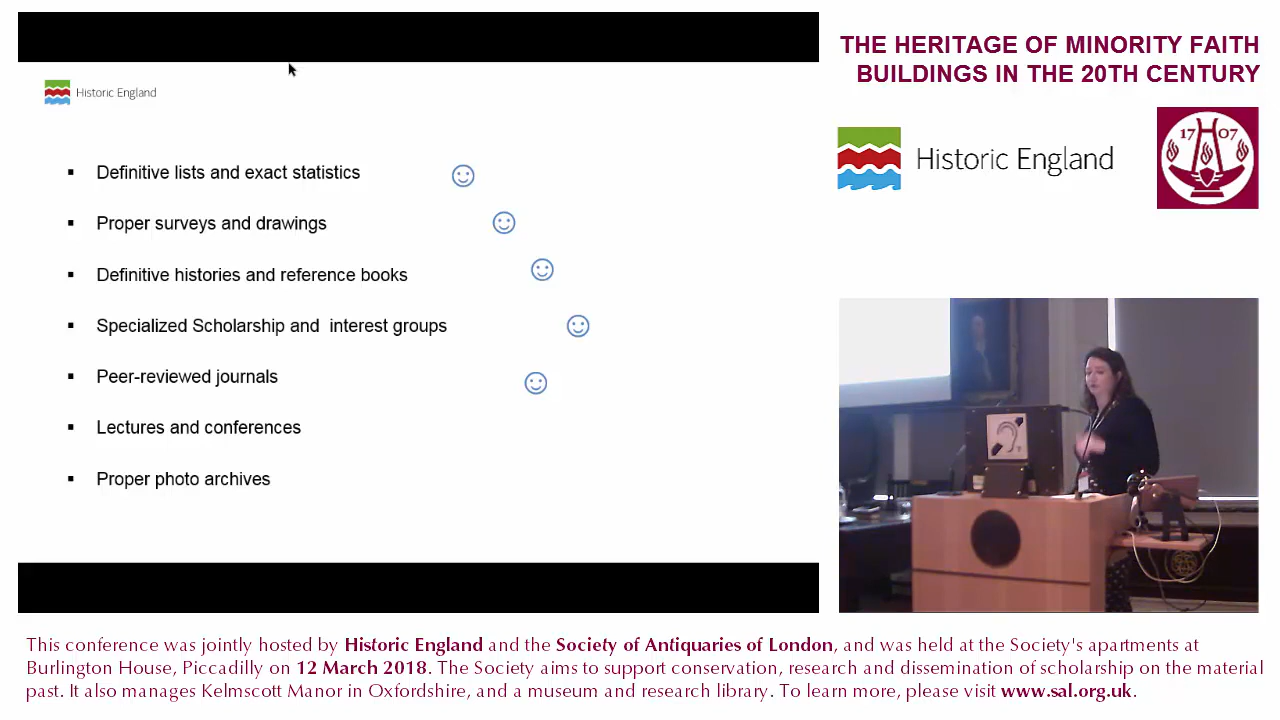 THE HERITAGE OF MINORITY FAITH
BUILDINGS IN THE 20TH CENTURY
Historic England
17 07
Historic England
▪ Definitive lists and exact statistics
▪ Proper surveys and drawings
▪ Definitive histories and reference books
▪ Specialized Scholarship and interest groups
▪ Peer-reviewed journals
▪ Lectures and conferences
▪ Proper photo archives
This conference was jointly hosted by Historic England and the Society of Antiquaries of London, and was held at the Society's apartments at
Burlington House, Piccadilly on 12 March 2018. The Society aims to support conservation, research and dissemination of scholarship on the material
past. It also manages Kelmscott Manor in Oxfordshire, and a museum and research library. To learn more, please visit www.sal.org.uk.